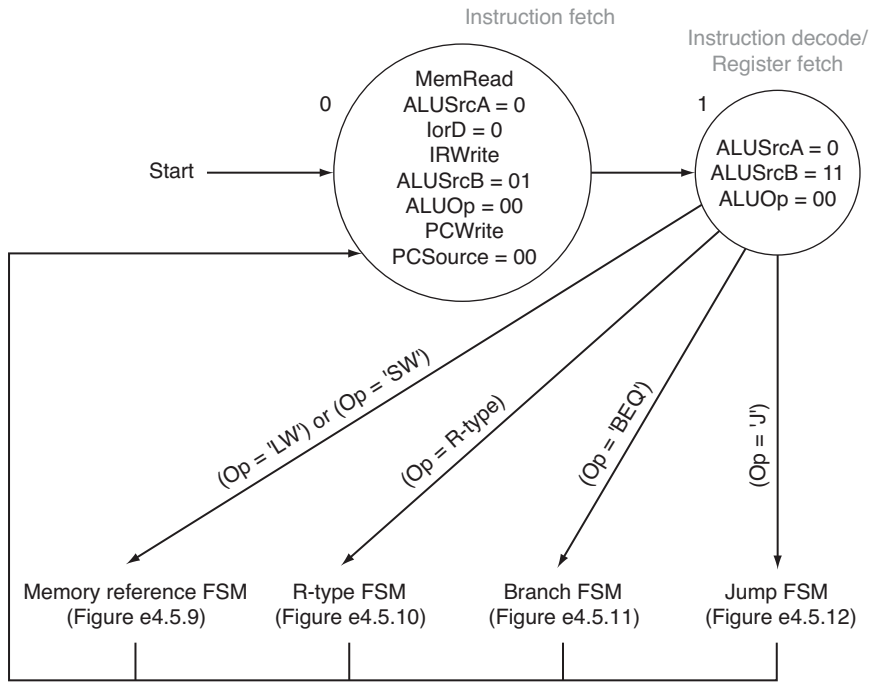 Instruction fetch
Instruction decode/
Register fetch
0
MemRead
ALUSrcA = 0
IorD = 0
IRWrite
ALUSrcB = 01
ALUOp = 00
PCWrite
PCSource = 00
1
ALUSrcA = 0
ALUSrcB = 11
ALUOp = 00
Start
(Op = 'LW') or (Op = 'SW')
(Op = R-type)
(Op = 'BEQ')
(Op = 'J')
Memory reference FSM
(Figure e4.5.9)
R-type FSM
(Figure e4.5.10)
Branch FSM
(Figure e4.5.11)
Jump FSM
(Figure e4.5.12)